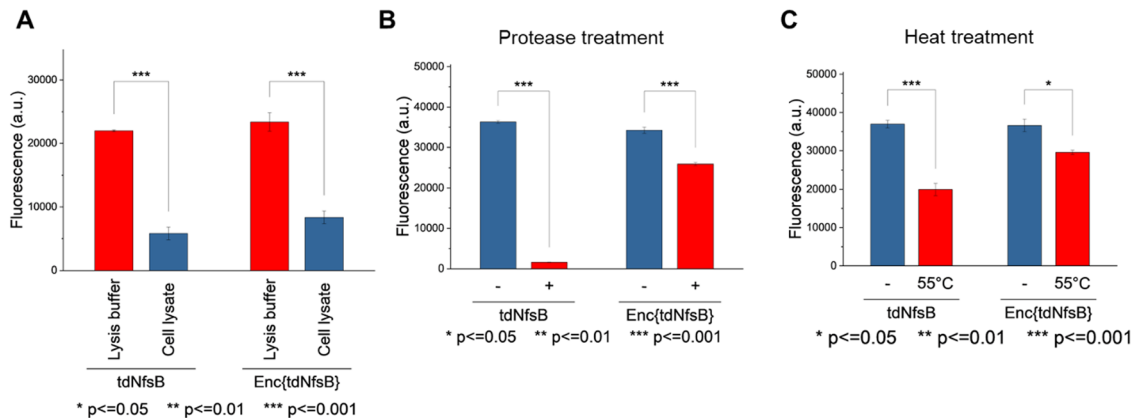 A
Fluorescence (a.u.)
30000
20000
10000
0
***
***
Lysis buffer
Cell lysate
Lysis buffer
Cell lysate
tdNfsB
Enc{tdNfsB}
* p<=0.05 ** p<=0.01 *** p<=0.001
B
Protease treatment
Fluorescence (a.u.)
50000
40000
30000
20000
10000
0
***
***
- + - +
tdNfsB
Enc{tdNfsB}
* p<=0.05 ** p<=0.01 *** p<=0.001
C
Heat treatment
Fluorescence (a.u.)
50000
40000
30000
20000
10000
0
***
*
- 55°C - 55°C
tdNfsB
Enc{tdNfsB}
* p<=0.05 ** p<=0.01 *** p<=0.001